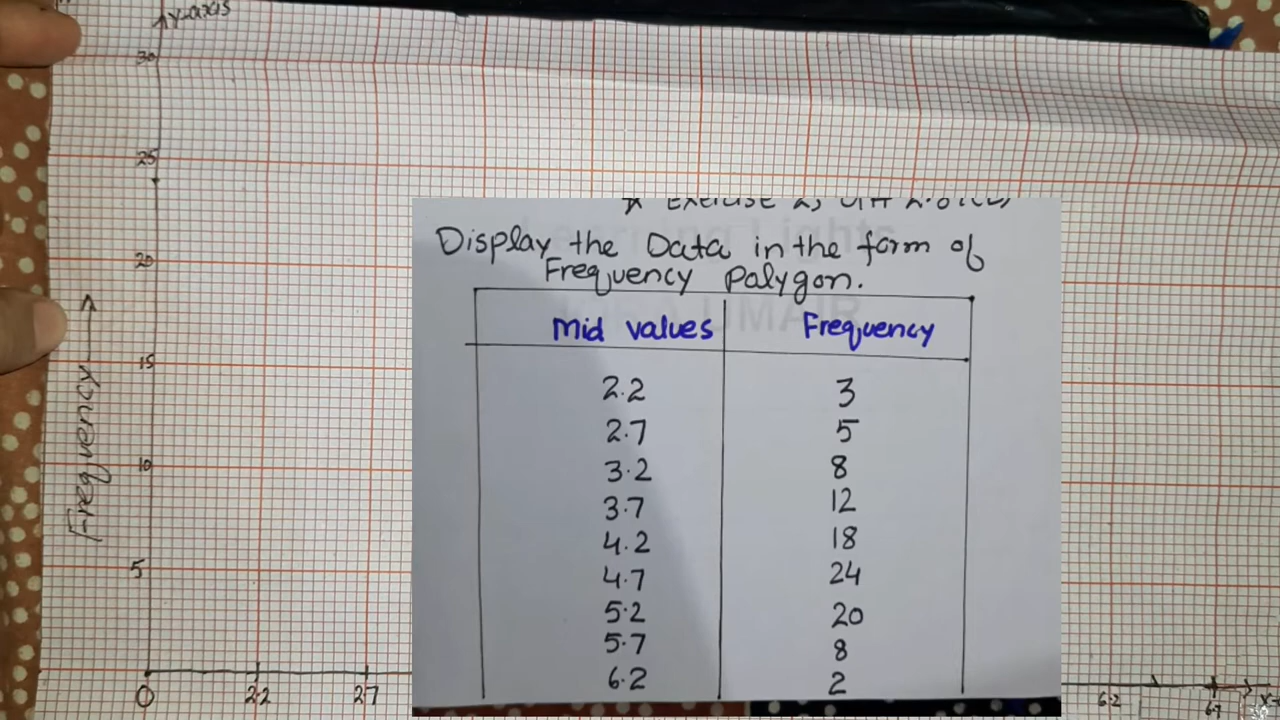 Y-axis
30
25
20
15
10
5
Frequency
0 2.2 2.7 6.2 6.7
Display the Data in the form of
Frequency Polygon.
Mid values Frequency
2.2 3
2.7 5
3.2 8
3.7 12
4.2 18
4.7 24
5.2 20
5.7 8
6.2 2